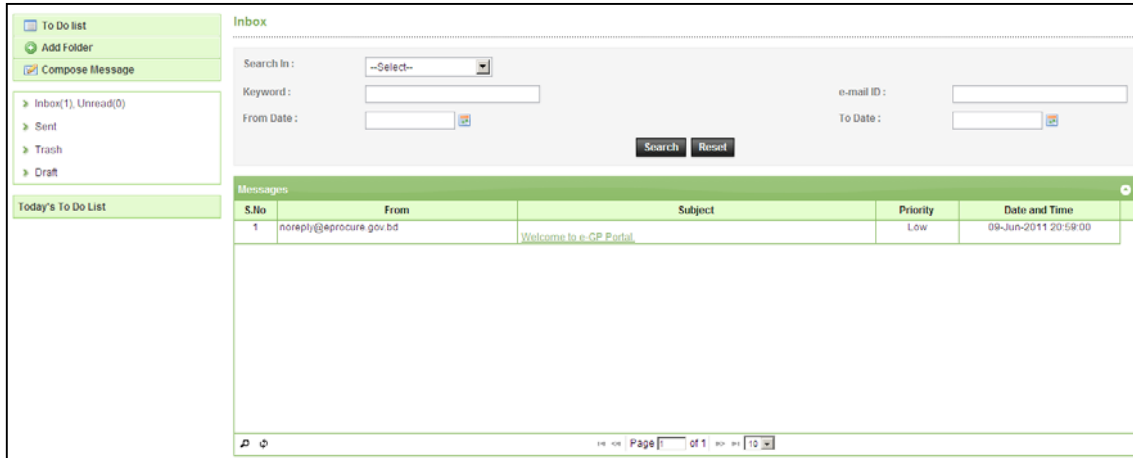 To Do list
Add Folder
Compose Message
Inbox(1), Unread(0)
Sent
Trash
Draft
Today's To Do List
Inbox
Search In :
--Select--
Keyword :
e-mail ID :
From Date :
To Date :
Search Reset
Messages
S.No From Subject Priority Date and Time
1 noreply@eprocure.gov.bd Welcome to e-GP Portal. Low 09-Jun-2011 20:59:00
Page 1 of 1 10